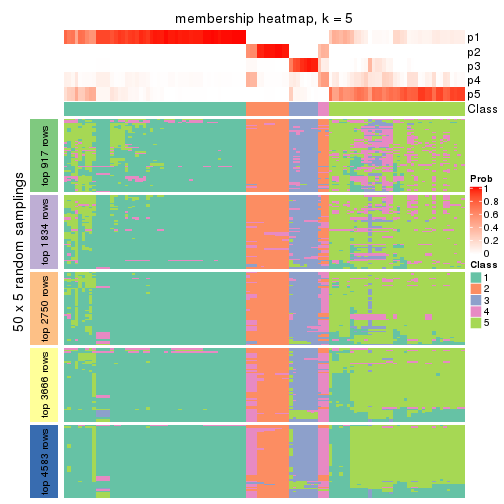 membership heatmap, k = 5
p1
p2
p3
p4
p5
Class
50 x 5 random samplings
top 917 rows
top 1834 rows
top 2750 rows
top 3666 rows
top 4583 rows
Prob
1
0.8
0.6
0.4
0.2
0
Class
1
2
3
4
5